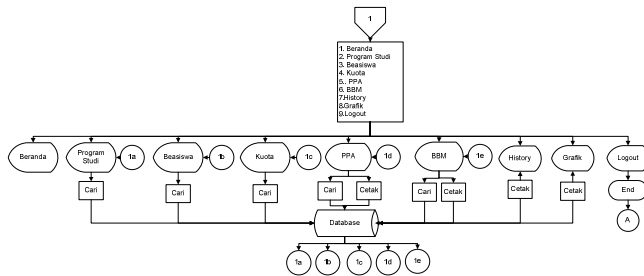 1
1. Beranda
2. Program Studi
3. Beasiswa
4. Kuota
5.. PPA
6. BBM
7.History
8.Grafik
9.Logout
Beranda
Program
Studi
1a
Beasiswa
1b
Kuota
1c
PPA
1d
BBM
1e
History
Grafik
Logout
Cari
Cari
Cari
Cari
Cetak
Cari
Cetak
Cetak
Cetak
End
Database
A
1a
1b
1c
1d
1e